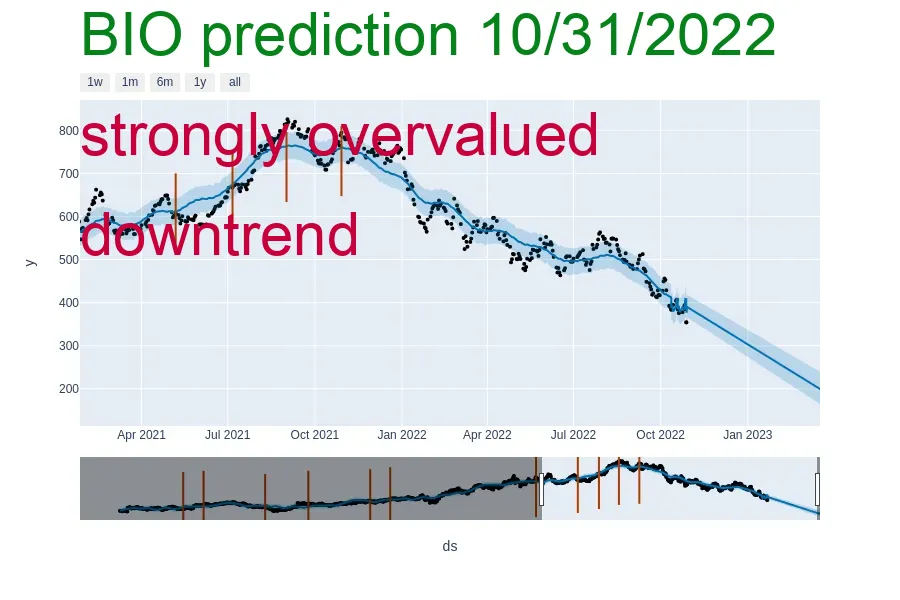 BIO prediction 10/31/2022
1w 1m 6m 1y all
strongly overvalued
downtrend
800
700
600
500
400
300
200
y
Apr 2021 Jul 2021 Oct 2021 Jan 2022 Apr 2022 Jul 2022 Oct 2022 Jan 2023
ds